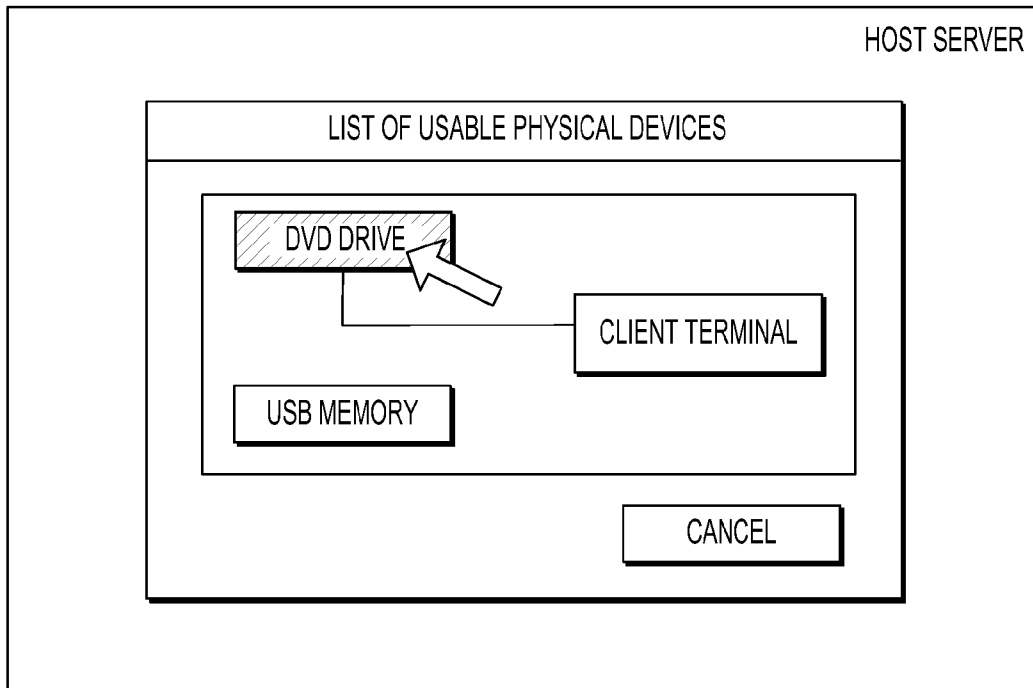 HOST SERVER
LIST OF USABLE PHYSICAL DEVICES
DVD DRIVE
CLIENT TERMINAL
USB MEMORY
CANCEL